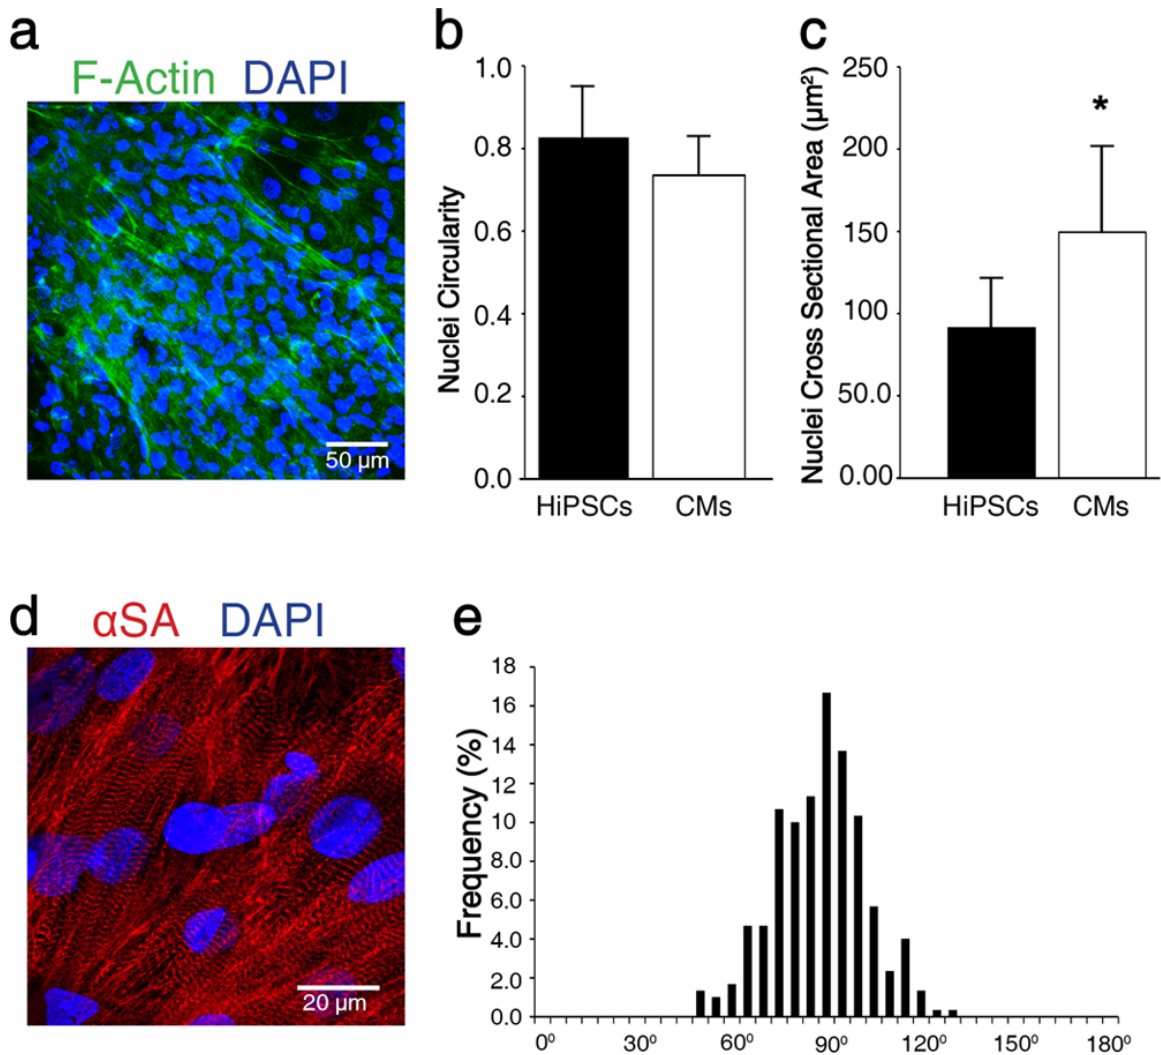 a
F-Actin DAPI
50 µm
b
Nuclei Circularity
1.0
0.8
0.6
0.4
0.2
0.0
HiPSCs CMs
c
Nuclei Cross Sectional Area (µm²)
250
200
150
100
50.0
0.00
*
HiPSCs CMs
d
αSA DAPI
20 µm
e
Frequency (%)
18
16
14
12
10
8.0
6.0
4.0
2.0
0.0
0⁰ 30⁰ 60⁰ 90⁰ 120⁰ 150⁰ 180⁰